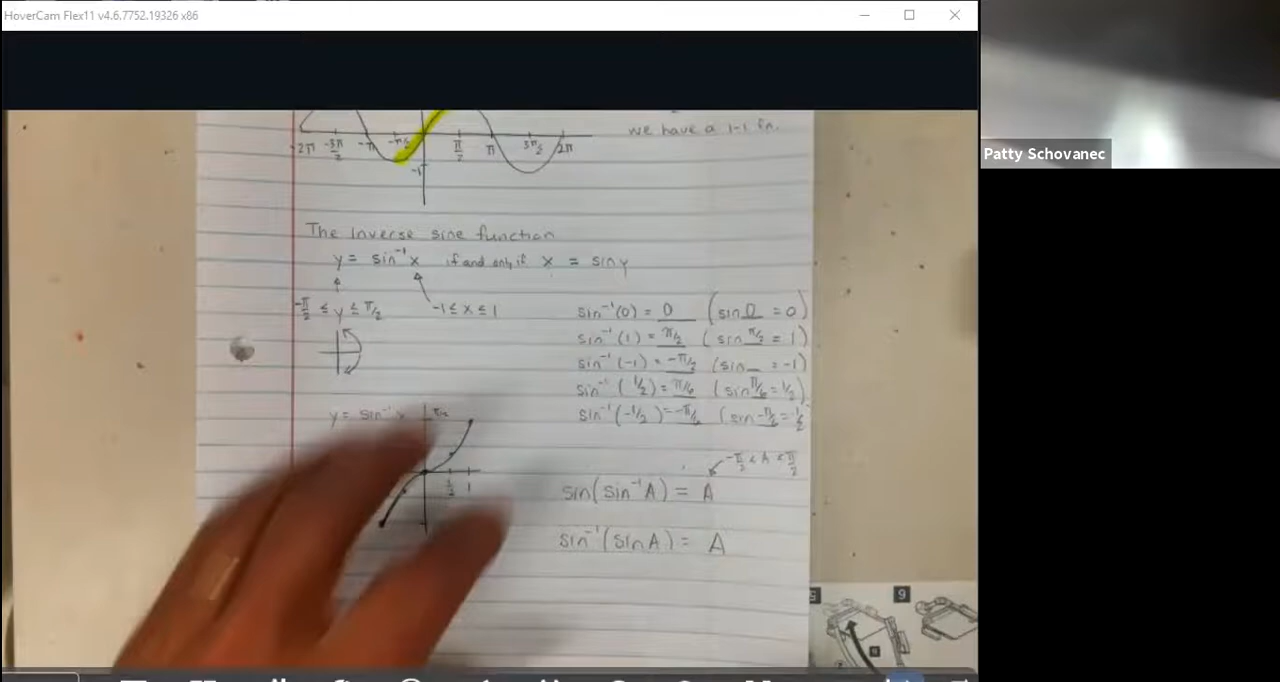 HoverCam Flex11 v4.6.7752.19326 x86
Patty Schovanec
we have a 1-1 fn.
2π -3π/2 -π -π/2 π/2 π 3π/2 2π
-1
The inverse sine function
y = sin⁻¹x if and only if x = sin y
-π/2 ≤ y ≤ π/2 -1 ≤ x ≤ 1
sin⁻¹(0) = 0 (sin 0 = 0)
sin⁻¹(1) = π/2 (sin π/2 = 1)
sin⁻¹(-1) = -π/2 (sin _ = -1)
sin⁻¹(1/2) = π/6 (sin π/6 = 1/2)
sin⁻¹(-1/2) = -π/6
y = sin⁻¹x π/2
1/2 1
-π/2 < A < π/2
sin(sin⁻¹A) = A
sin⁻¹(sin A) = A
5 6